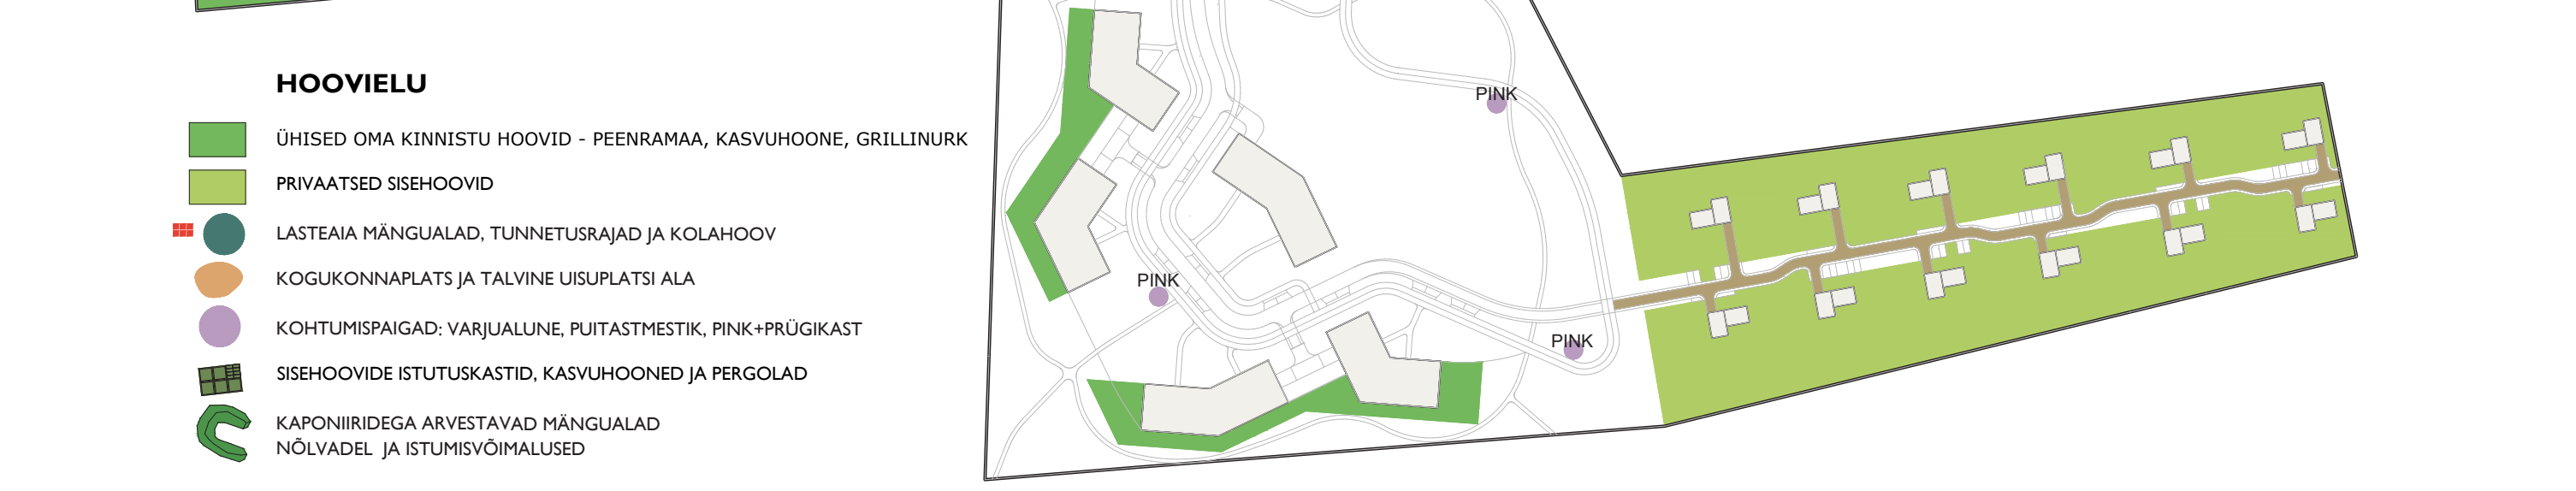 HOOVIELU
ÜHISED OMA KINNISTU HOOVID - PEENRAMAA, KASVUHOONE, GRILLINURK
PRIVAATSED SISEHOOVID
LASTEAIA MÄNGUALAD, TUNNETUSRAJAD JA KOLAHOOV
KOGUKONNAPLATS JA TALVINE UISUPLATSI ALA
KOHTUMISPAIGAD: VARJUALUNE, PUITASTMESTIK, PINK+PRÜGIKAST
SISEHOOVIDE ISTUTUSKASTID, KASVUHOONED JA PERGOLAD
KAPONIIRIDEGA ARVESTAVAD MÄNGUALAD
NÕLVADEL JA ISTUMISVÕIMALUSED
PINK
PINK
PINK